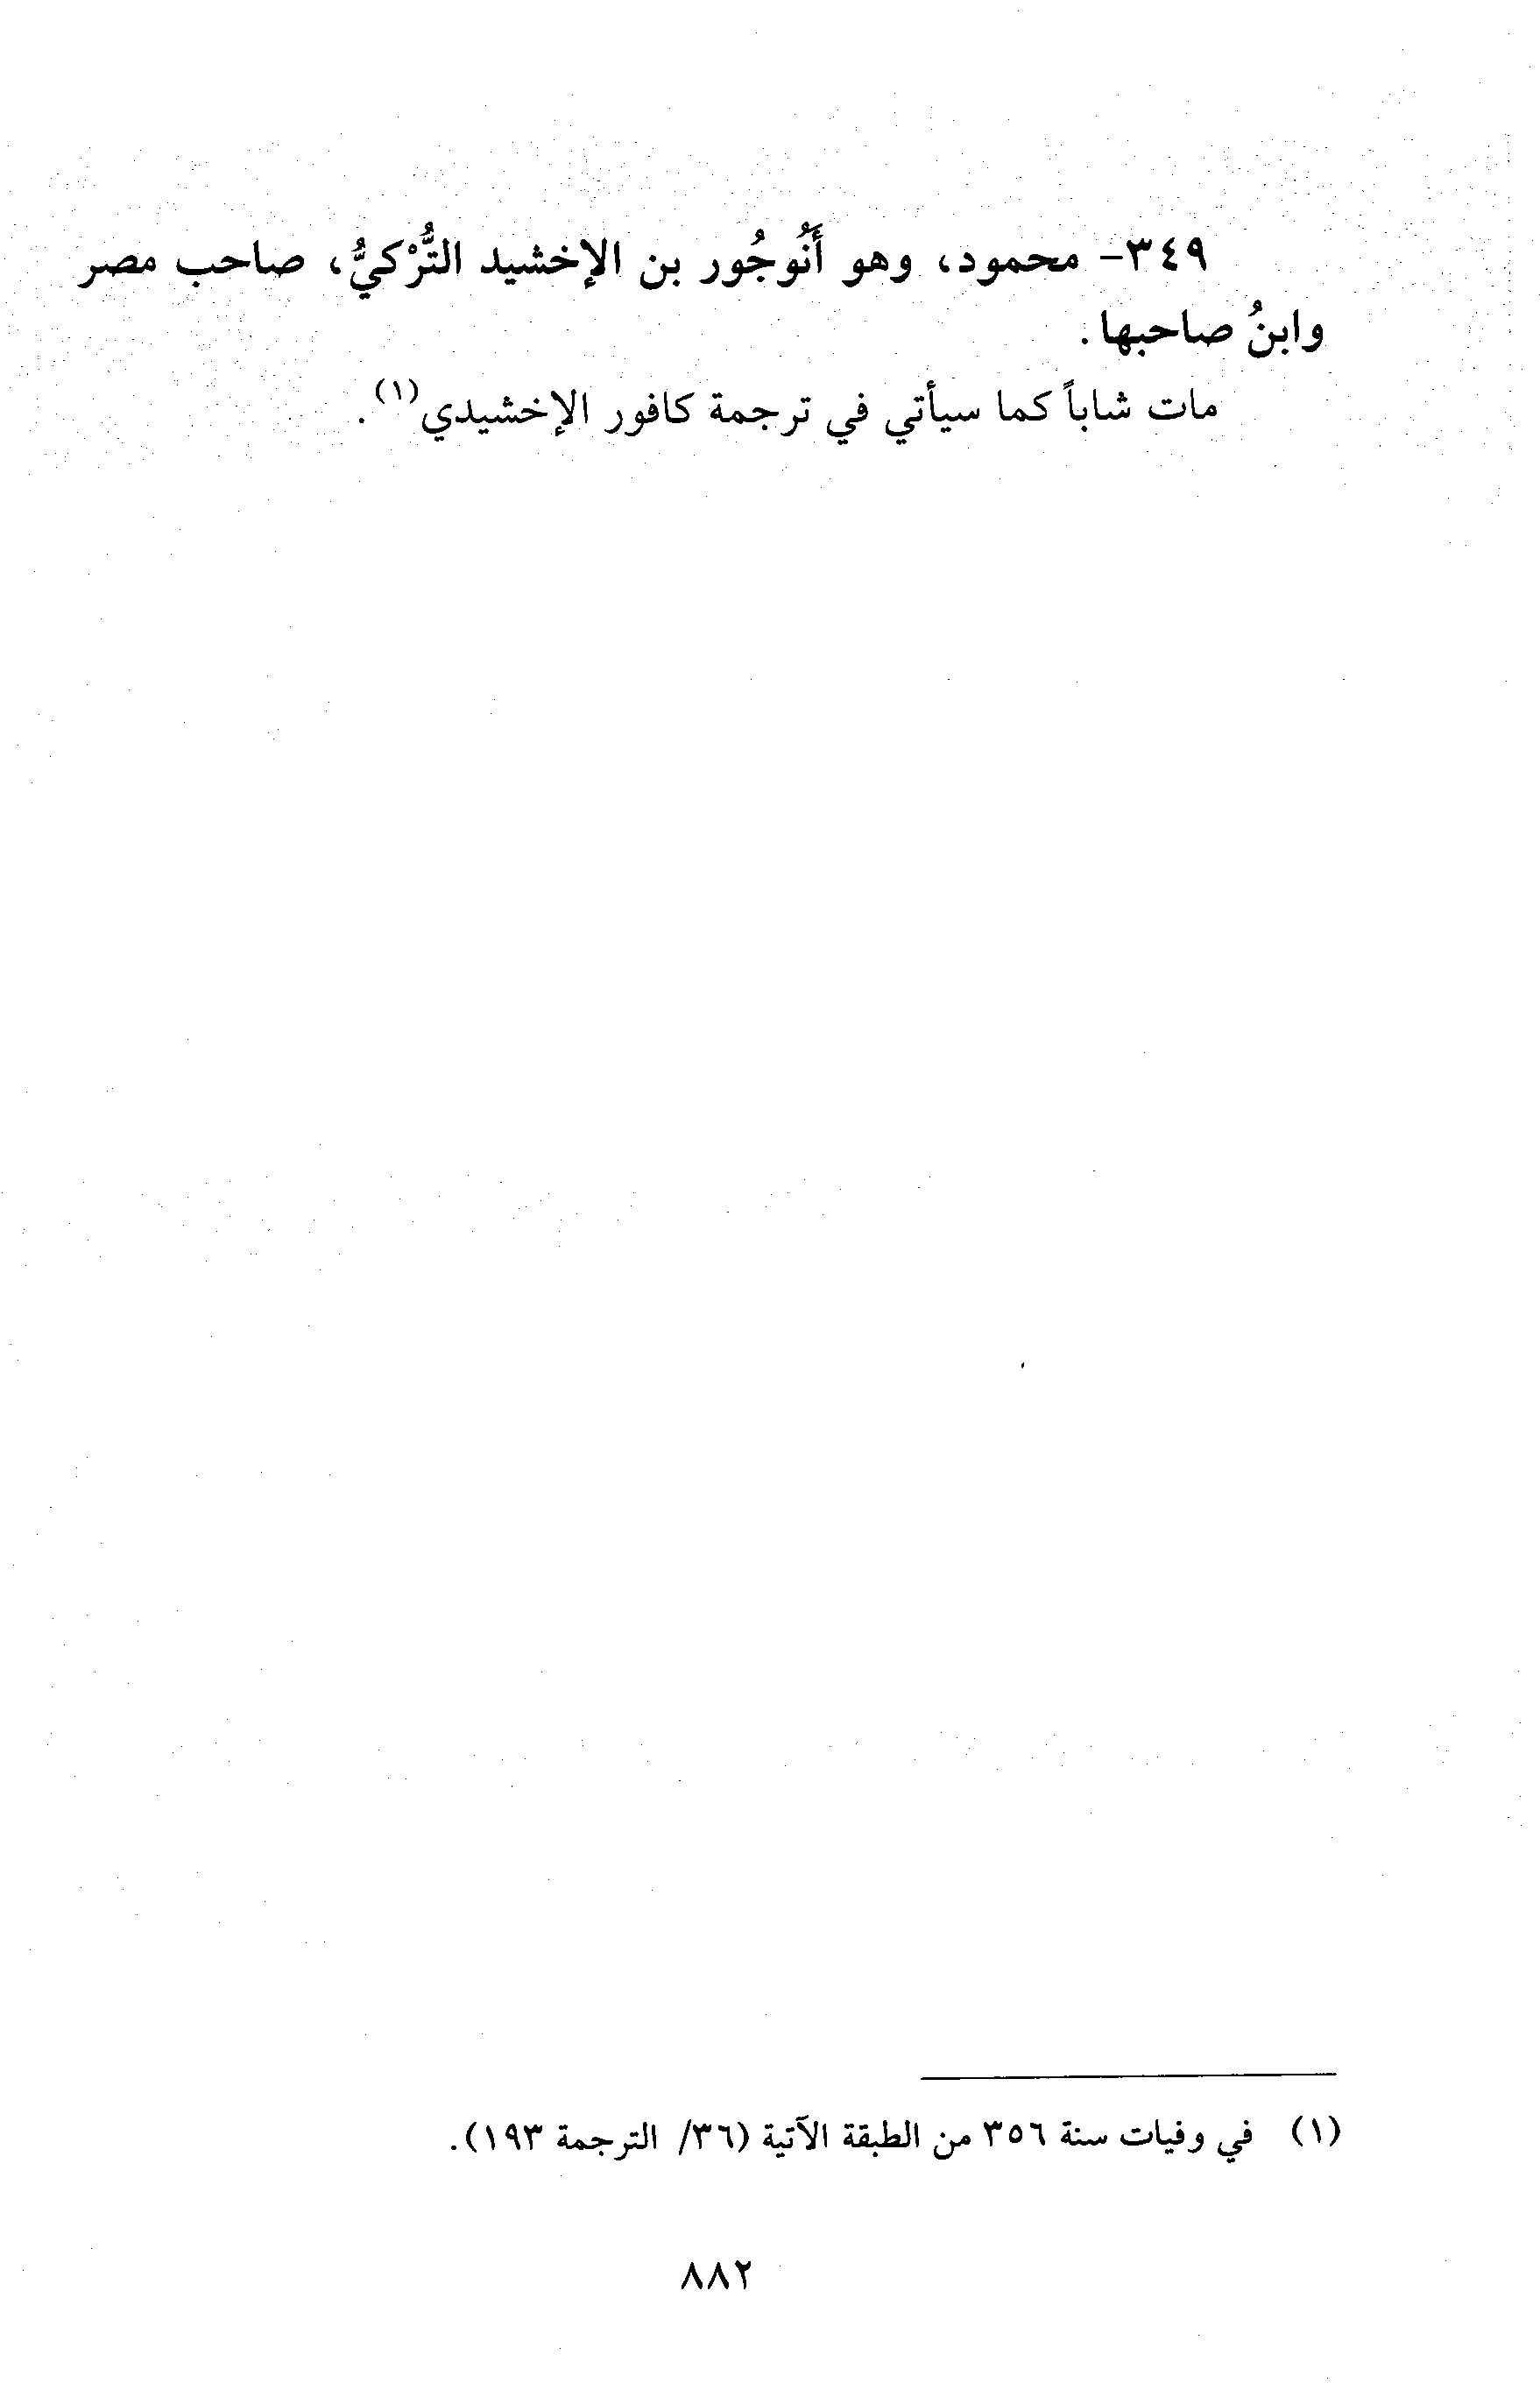 ٣٤٩- محمود، وهو أَنُوجُور بن الإخشيد التُّرْكيُّ، صاحب مصر
وابنُ صاحبها.
مات شاباً كما سيأتي في ترجمة كافور الإخشيدي(١).
(١) في وفيات سنة ٣٥٦ من الطبقة الآتية (٣٦/ الترجمة ١٩٣).
٨٨٢